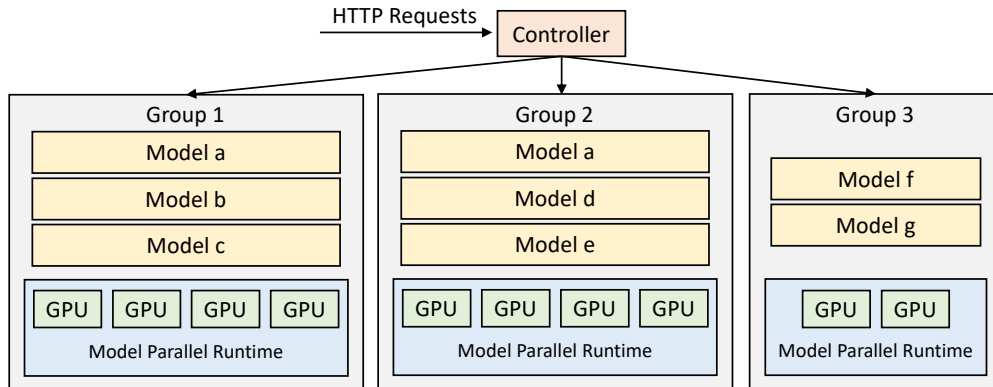 HTTP Requests
Controller
Group 1
Model a
Model b
Model c
GPU GPU GPU GPU
Model Parallel Runtime
Group 2
Model a
Model d
Model e
GPU GPU GPU GPU
Model Parallel Runtime
Group 3
Model f
Model g
GPU GPU
Model Parallel Runtime